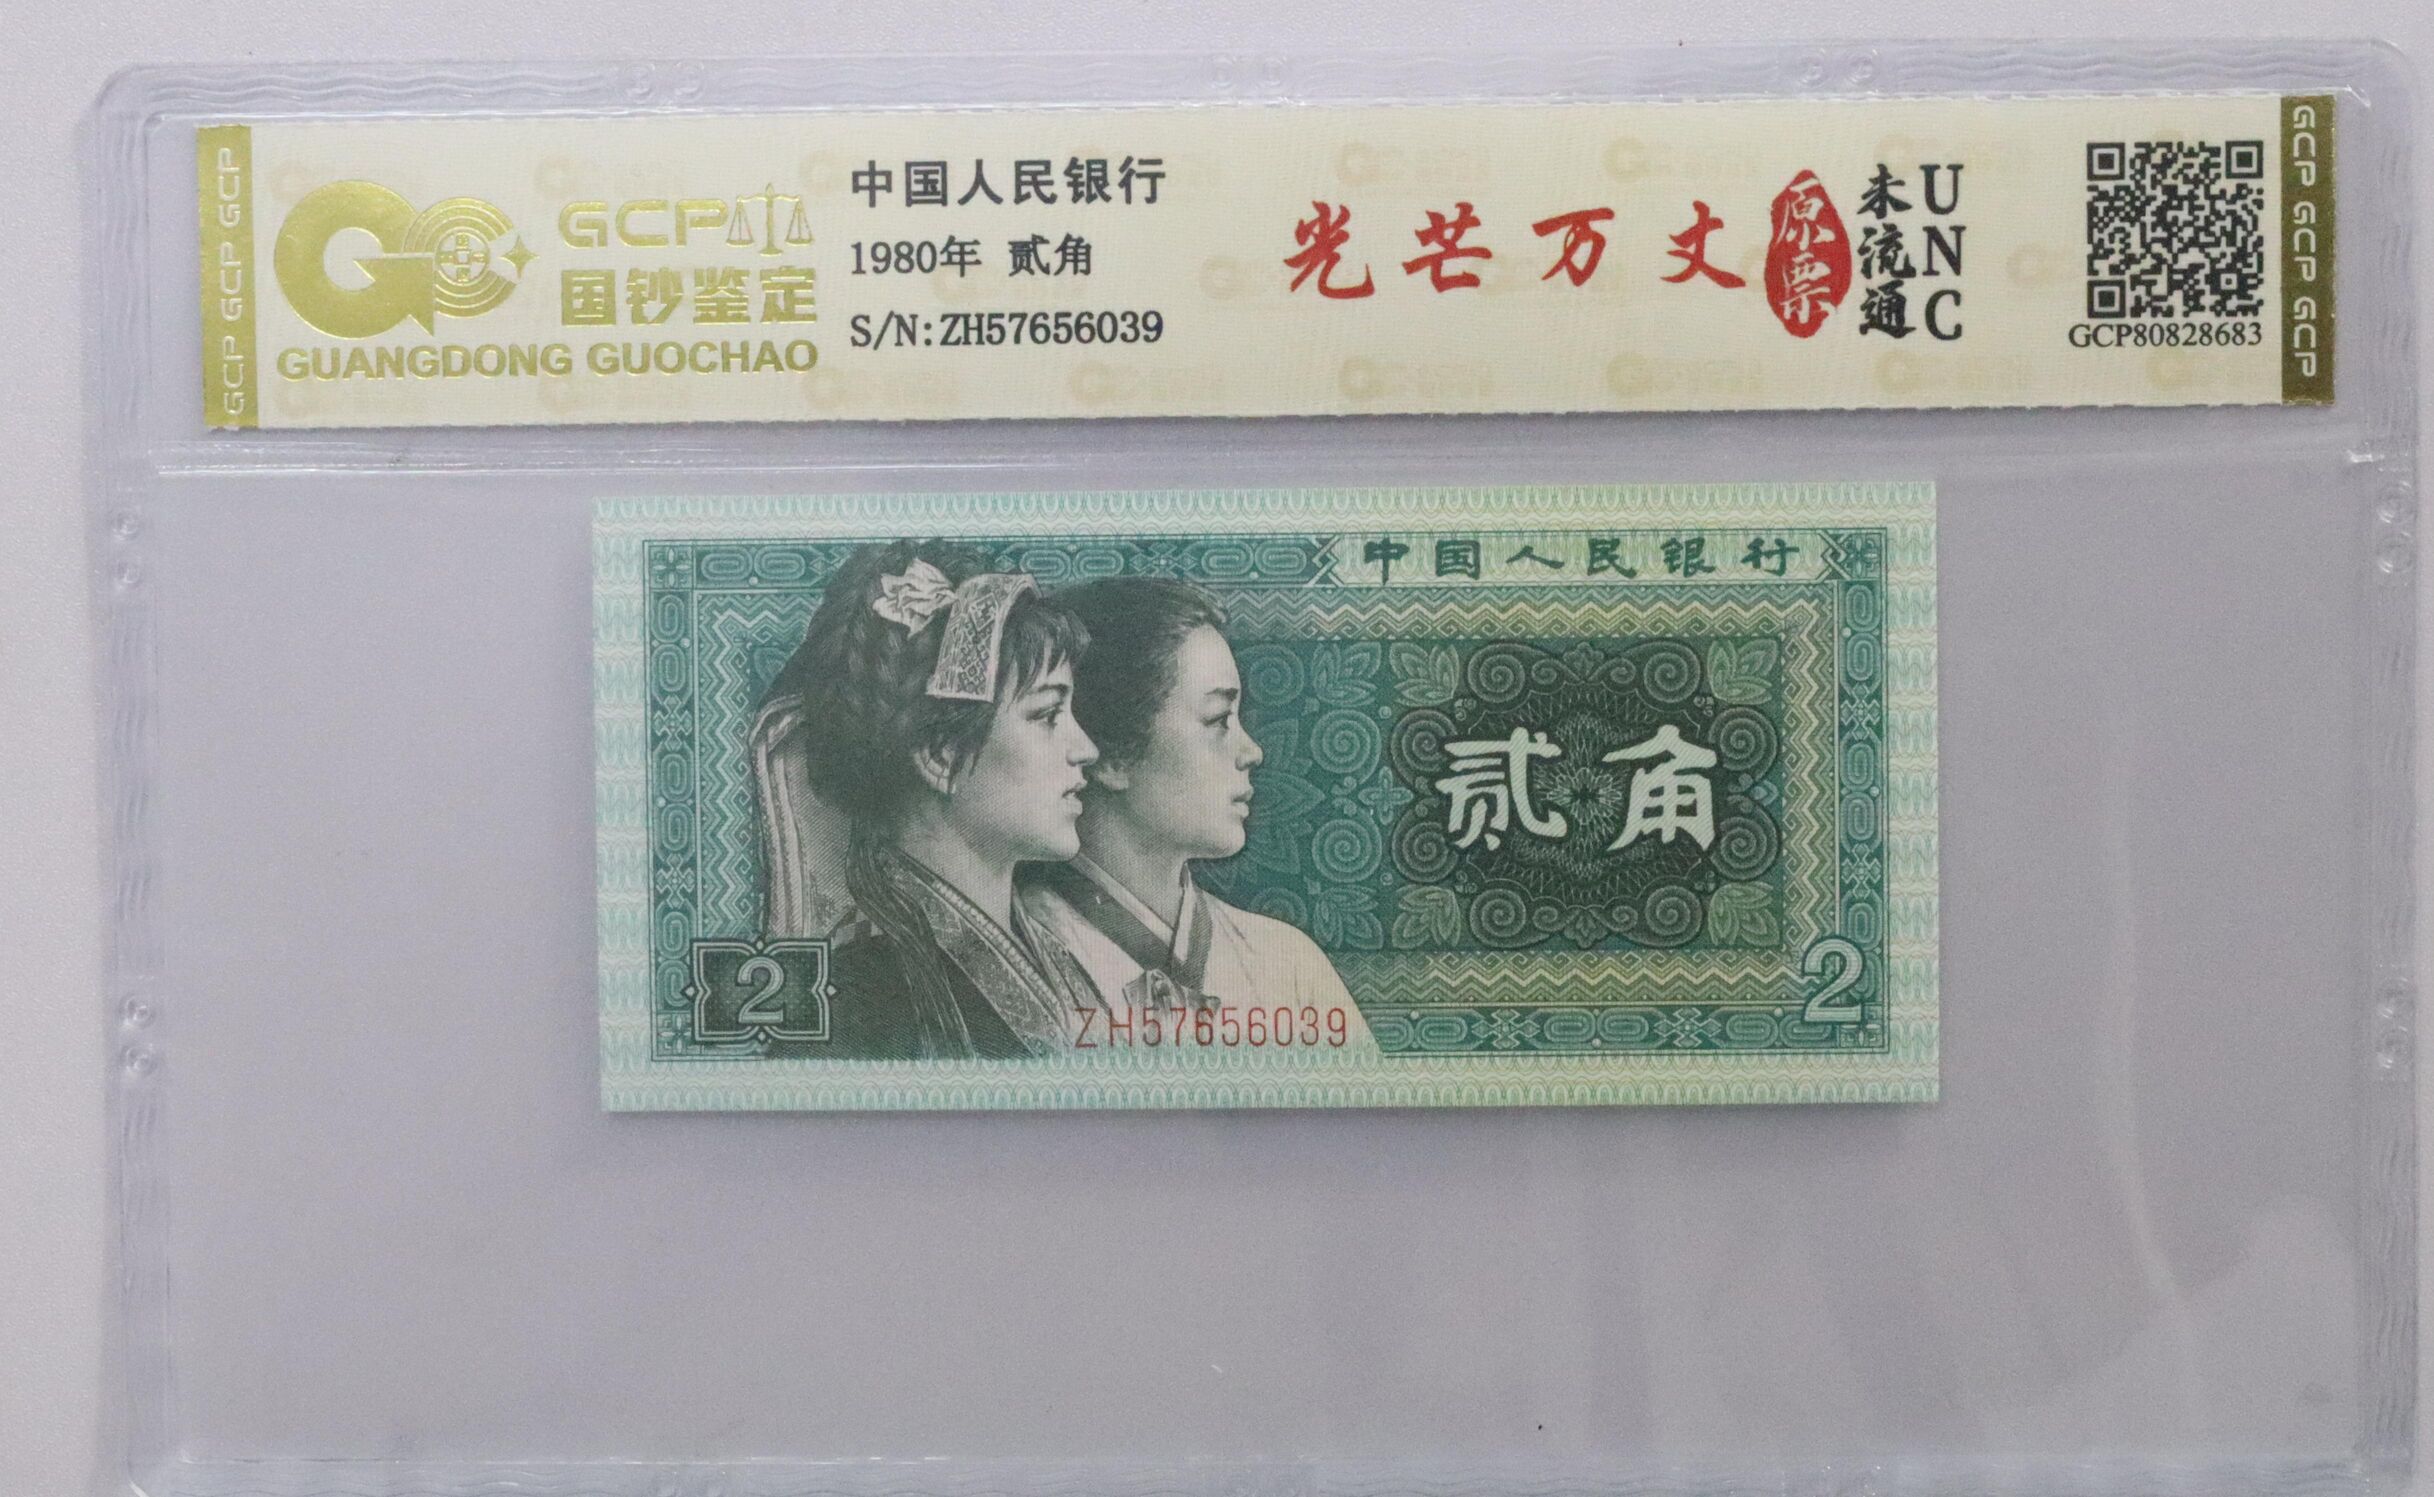 GCP GCP GCP
GCP
国钞鉴定
GUANGDONG GUOCHAO
中国人民银行
1980年 贰角
S/N:ZH57656039
光芒万丈
原票
未流通
UNC
GCP80828683
GCP GCP GCP
中国人民银行
贰角
2
2
ZH57656039